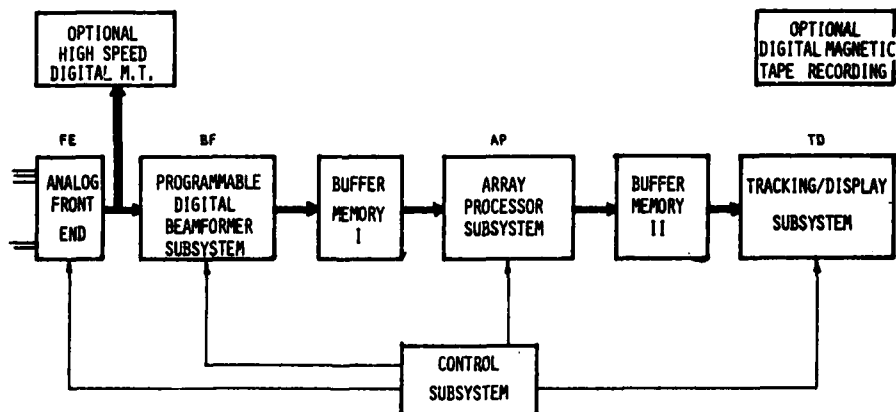 OPTIONAL
HIGH SPEED
DIGITAL M.T.
OPTIONAL
DIGITAL MAGNETIC
TAPE RECORDING
FE
BF
AP
TD
ANALOG
FRONT
END
PROGRAMMABLE
DIGITAL
BEAMFORMER
SUBSYSTEM
BUFFER
MEMORY
I
ARRAY
PROCESSOR
SUBSYSTEM
BUFFER
MEMORY
II
TRACKING/DISPLAY
SUBSYSTEM
CONTROL
SUBSYSTEM